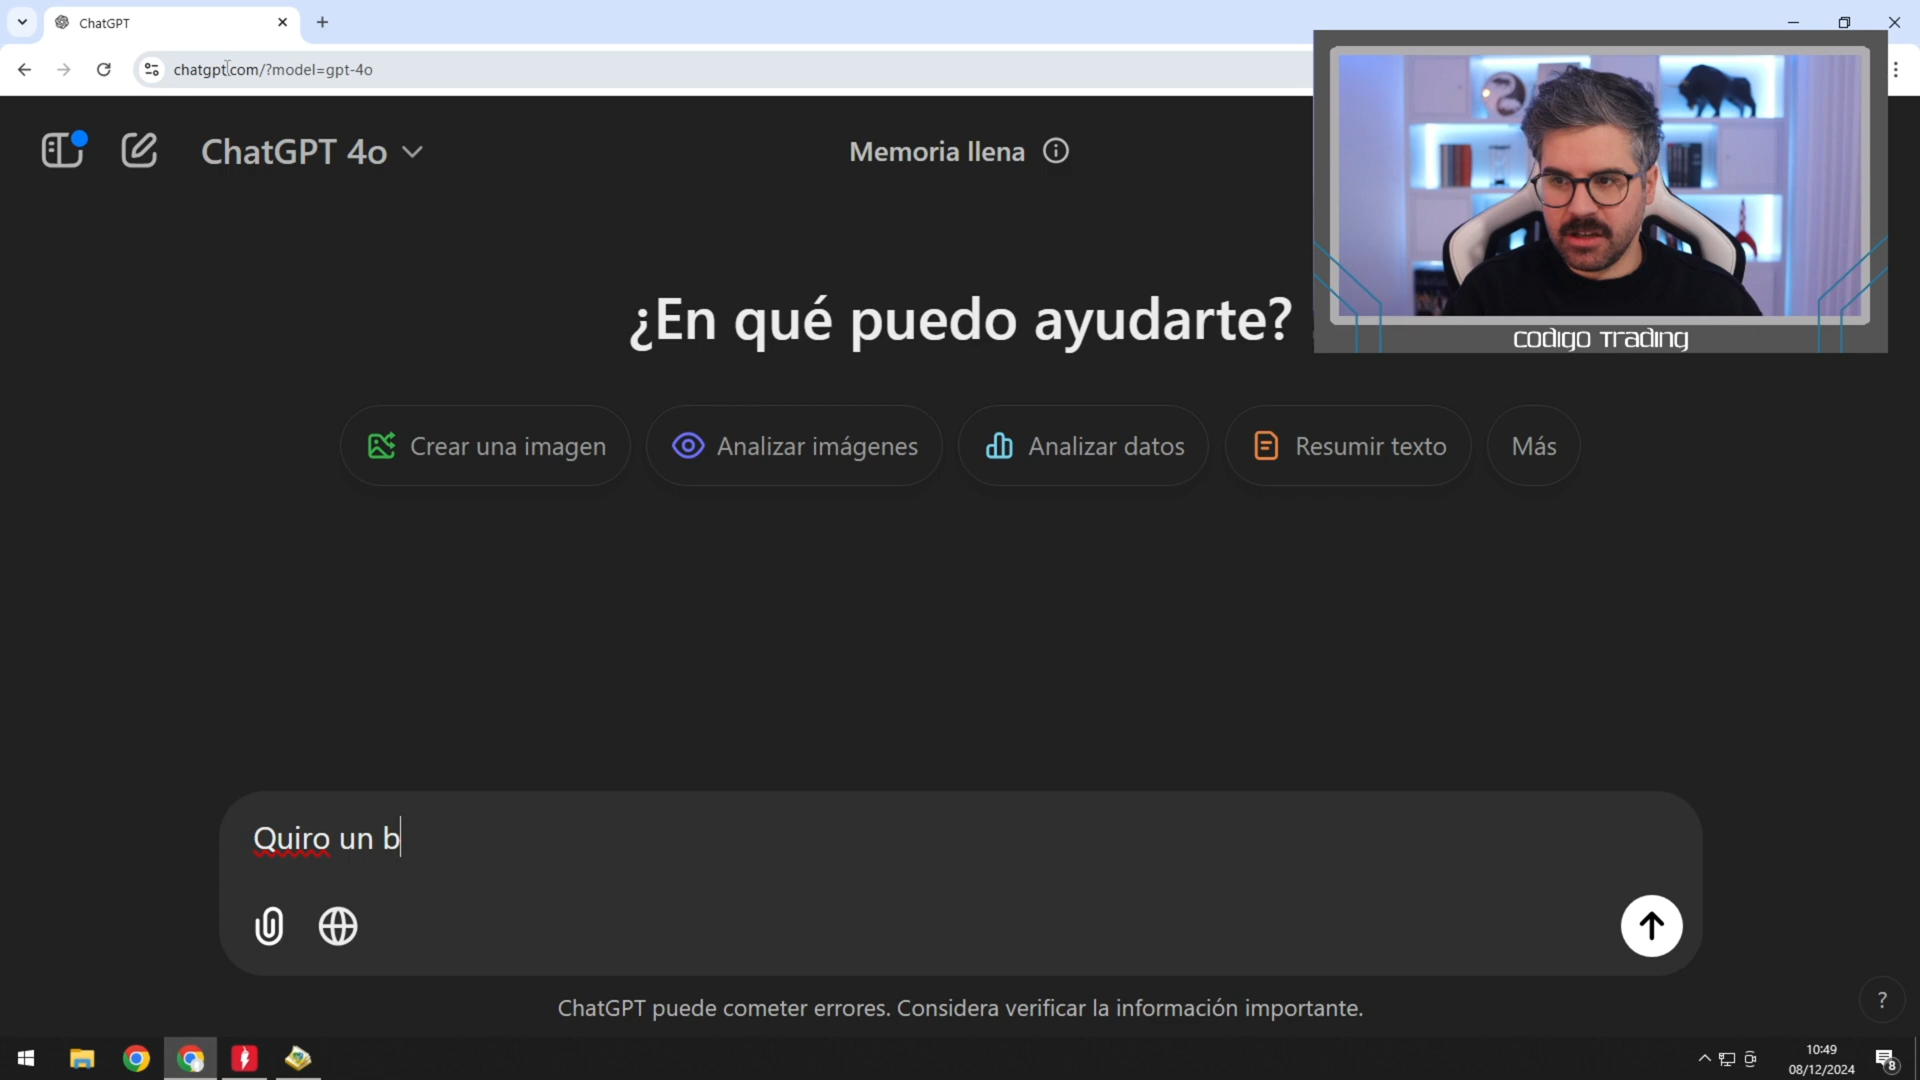 ChatGPT
chatgpt.com/?model=gpt-4o
ChatGPT 4o
Memoria llena
¿En qué puedo ayudarte?
codigo Trading
Crear una imagen
Analizar imágenes
Analizar datos
Resumir texto
Más
Quiro un b
ChatGPT puede cometer errores. Considera verificar la información importante.
?
10:49
08/12/2024
8